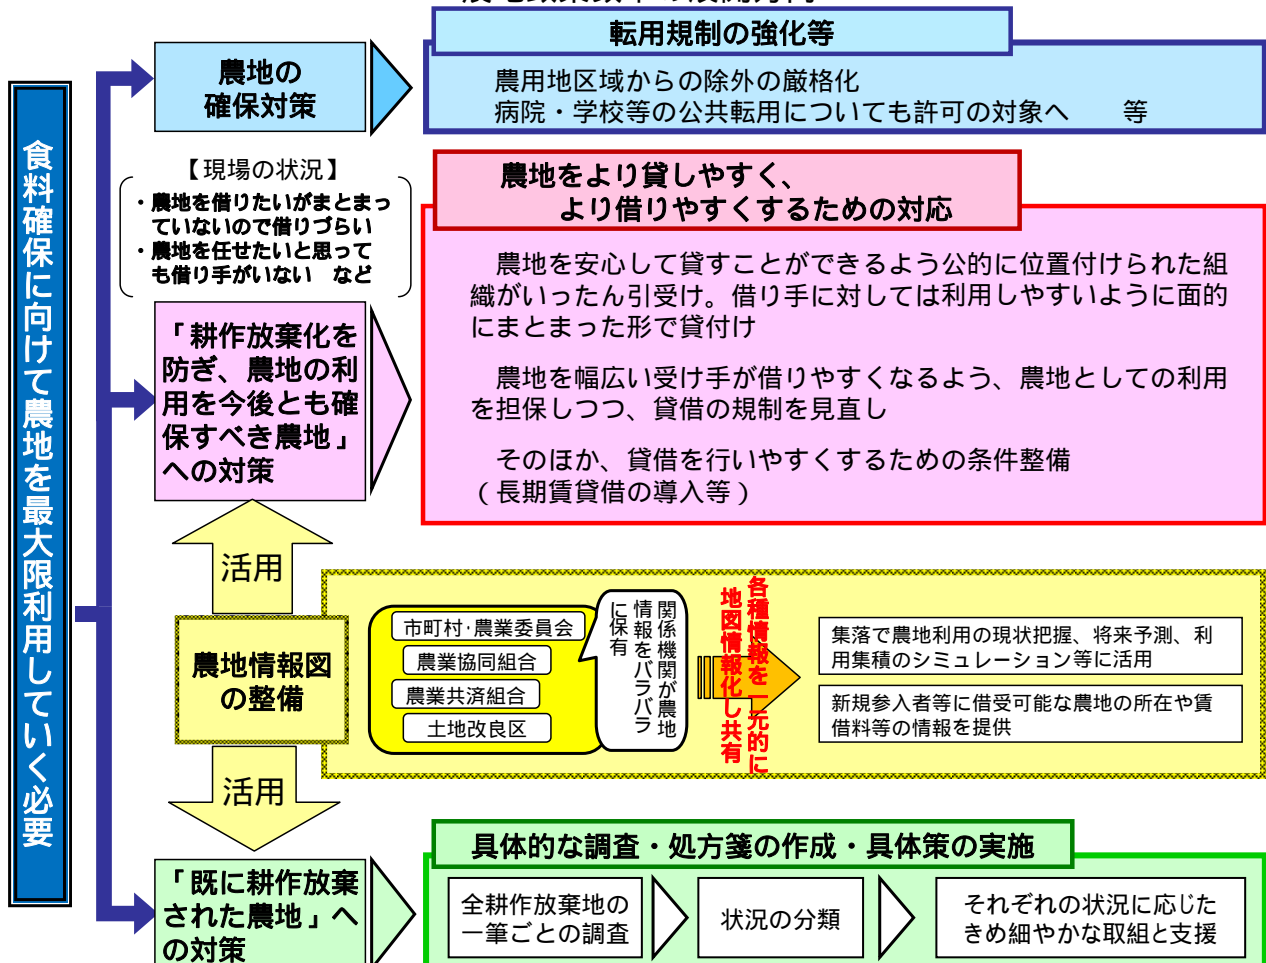 転用規制の強化等
農地の
確保対策
農用地区域からの除外の厳格化
病院・学校等の公共転用についても許可の対象へ　　等
食料確保に向けて農地を最大限利用していく必要
【現場の状況】
・農地を借りたいがまとまっ
ていないので借りづらい
・農地を任せたいと思って
も借り手がいない　など
農地をより貸しやすく、
より借りやすくするための対応
農地を安心して貸すことができるよう公的に位置付けられた組
織がいったん引受け。借り手に対しては利用しやすいように面的
にまとまった形で貸付け
農地を幅広い受け手が借りやすくなるよう、農地としての利用
を担保しつつ、貸借の規制を見直し
そのほか、貸借を行いやすくするための条件整備
（長期賃貸借の導入等）
「耕作放棄化を
防ぎ、農地の利
用を今後とも確
保すべき農地」
への対策
活用
農地情報図
の整備
市町村･農業委員会
農業協同組合
農業共済組合
土地改良区
関係機関が農地
情報をバラバラ
に保有
各種情報を一元的に
地図情報化し共有
集落で農地利用の現状把握、将来予測、利
用集積のシミュレーション等に活用
新規参入者等に借受可能な農地の所在や賃
借料等の情報を提供
活用
具体的な調査・処方箋の作成・具体策の実施
「既に耕作放棄
された農地」へ
の対策
全耕作放棄地の
一筆ごとの調査
状況の分類
それぞれの状況に応じた
きめ細やかな取組と支援